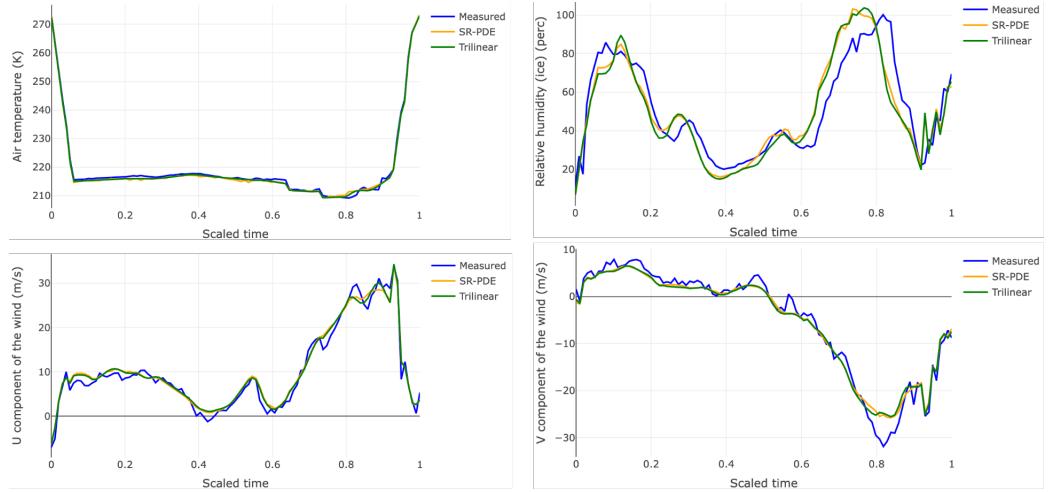 Air temperature (K)
270
260
250
240
230
220
210
0
0.2
0.4
0.6
0.8
1
Scaled time
Measured
SR-PDE
Trilinear
Relative humidity (ice) (perc)
100
80
60
40
20
0
0.2
0.4
0.6
0.8
1
Scaled time
Measured
SR-PDE
Trilinear
U component of the wind (m/s)
30
20
10
0
0
0.2
0.4
0.6
0.8
1
Scaled time
Measured
SR-PDE
Trilinear
V component of the wind (m/s)
10
0
−10
−20
−30
0
0.2
0.4
0.6
0.8
1
Scaled time
Measured
SR-PDE
Trilinear